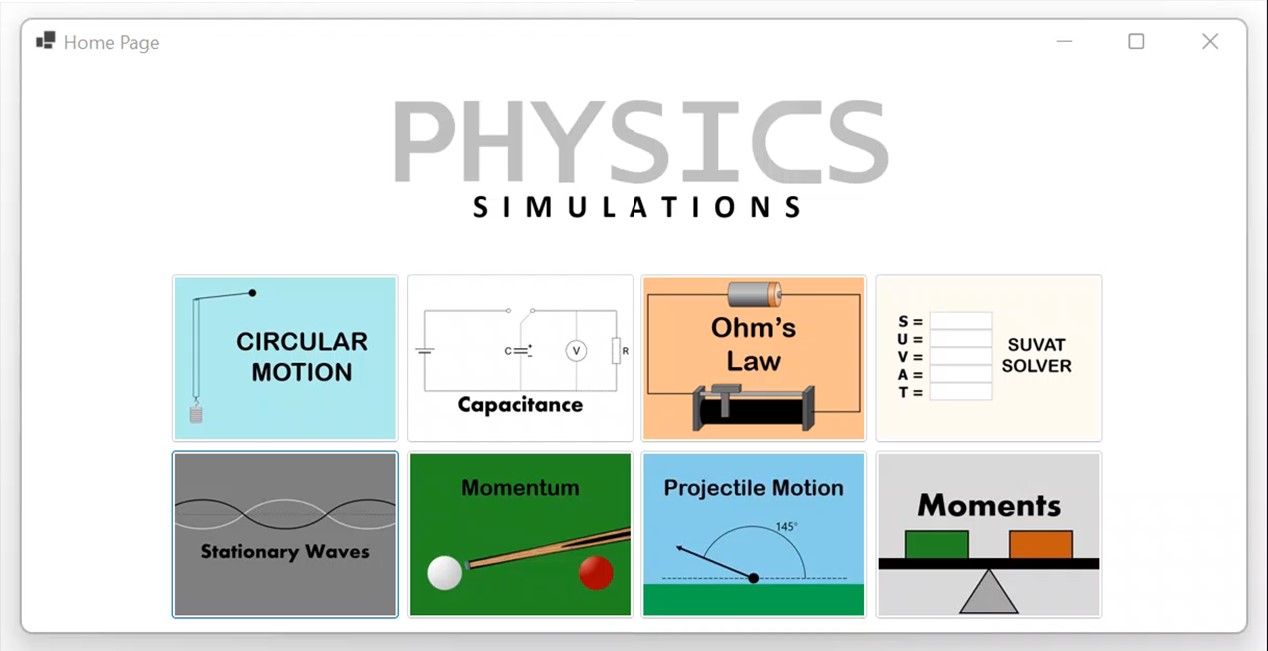 Home Page
PHYSICS
SIMULATIONS
CIRCULAR
MOTION
C
V
R
Capacitance
Ohm's
Law
S =
U =
V =
A =
T =
SUVAT
SOLVER
Stationary Waves
Momentum
Projectile Motion
145°
Moments